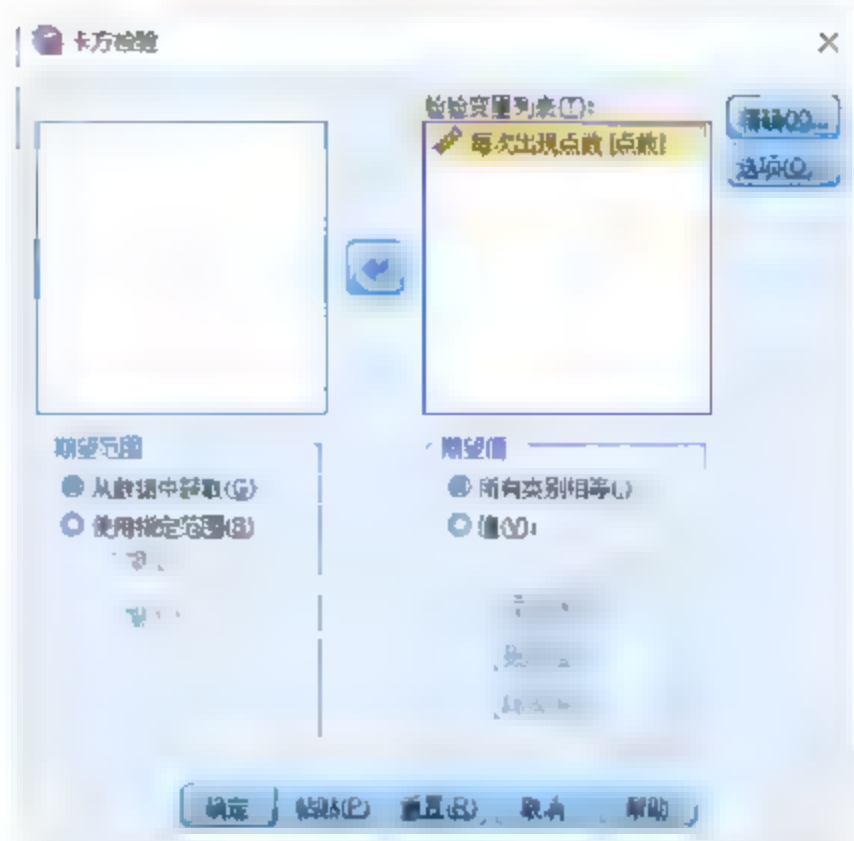 卡方检验
检验变量列表(T):
每次出现点数 [点数]
选项(O
期望范围
从数据中获取(G)
使用指定范围(S)
期望值
所有类别相等(
值(V):
确定
粘贴(P)
重置(R)
取消
帮助